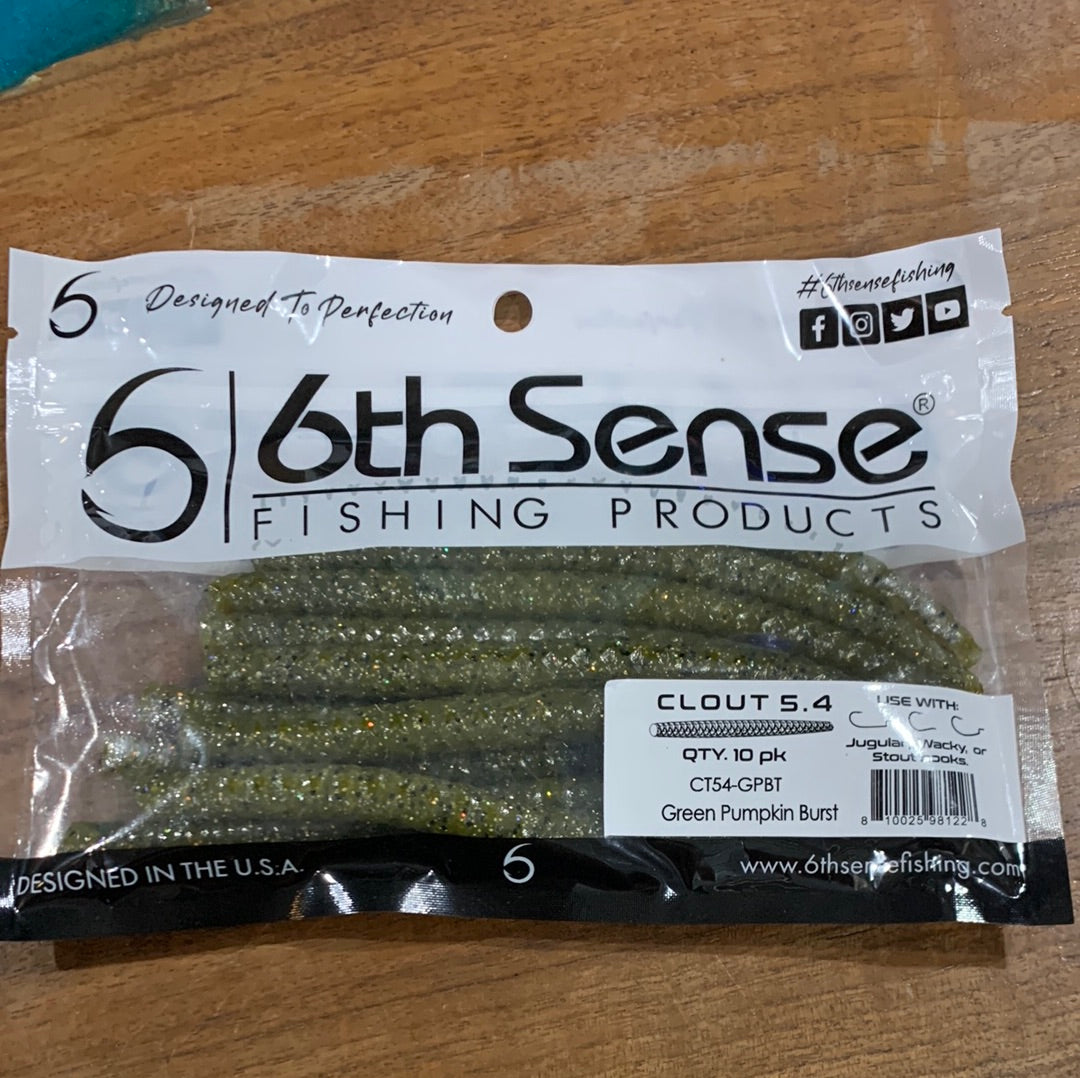 6 Designed To Perfection
#6thsensefishing
6 6th Sense®
FISHING PRODUCTS
CLOUT 5.4
QTY. 10 pk
CT54-GPBT
Green Pumpkin Burst
USE WITH:
Jugular, Wacky, or
Stout Hooks.
8 10025 98122 8
DESIGNED IN THE U.S.A.
6
www.6thsensefishing.com